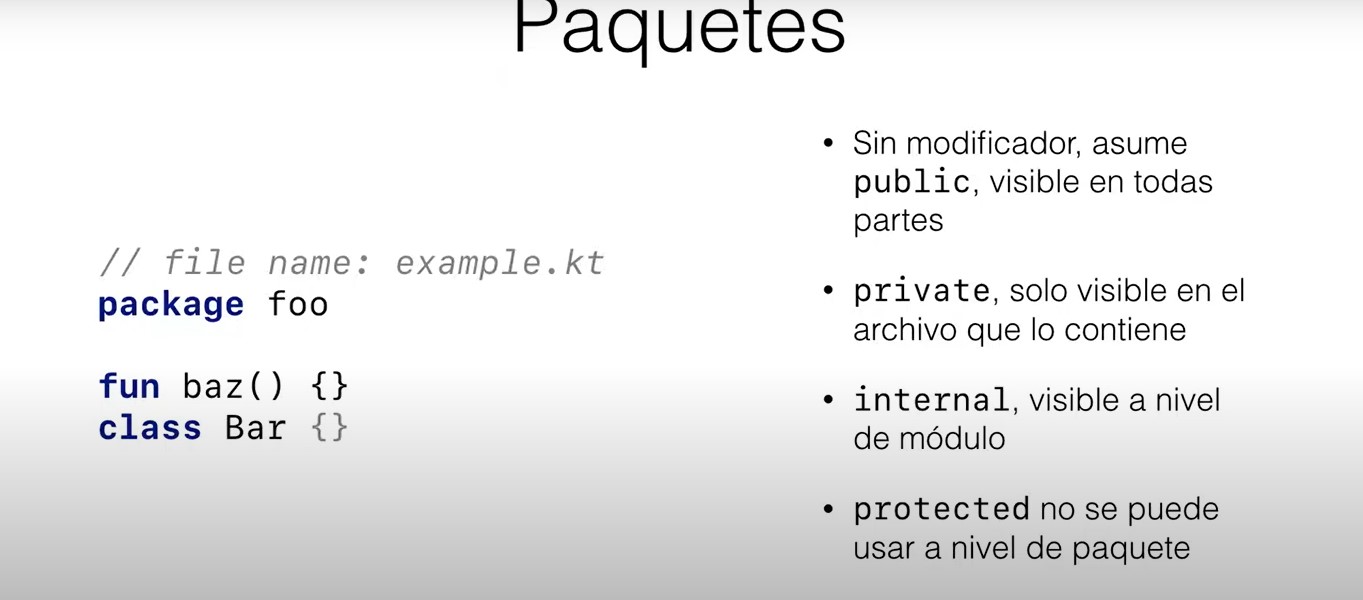 Paquetes
// file name: example.kt
package foo
fun baz() {}
class Bar {}
• Sin modificador, asume
public, visible en todas
partes
• private, solo visible en el
archivo que lo contiene
• internal, visible a nivel
de módulo
• protected no se puede
usar a nivel de paquete